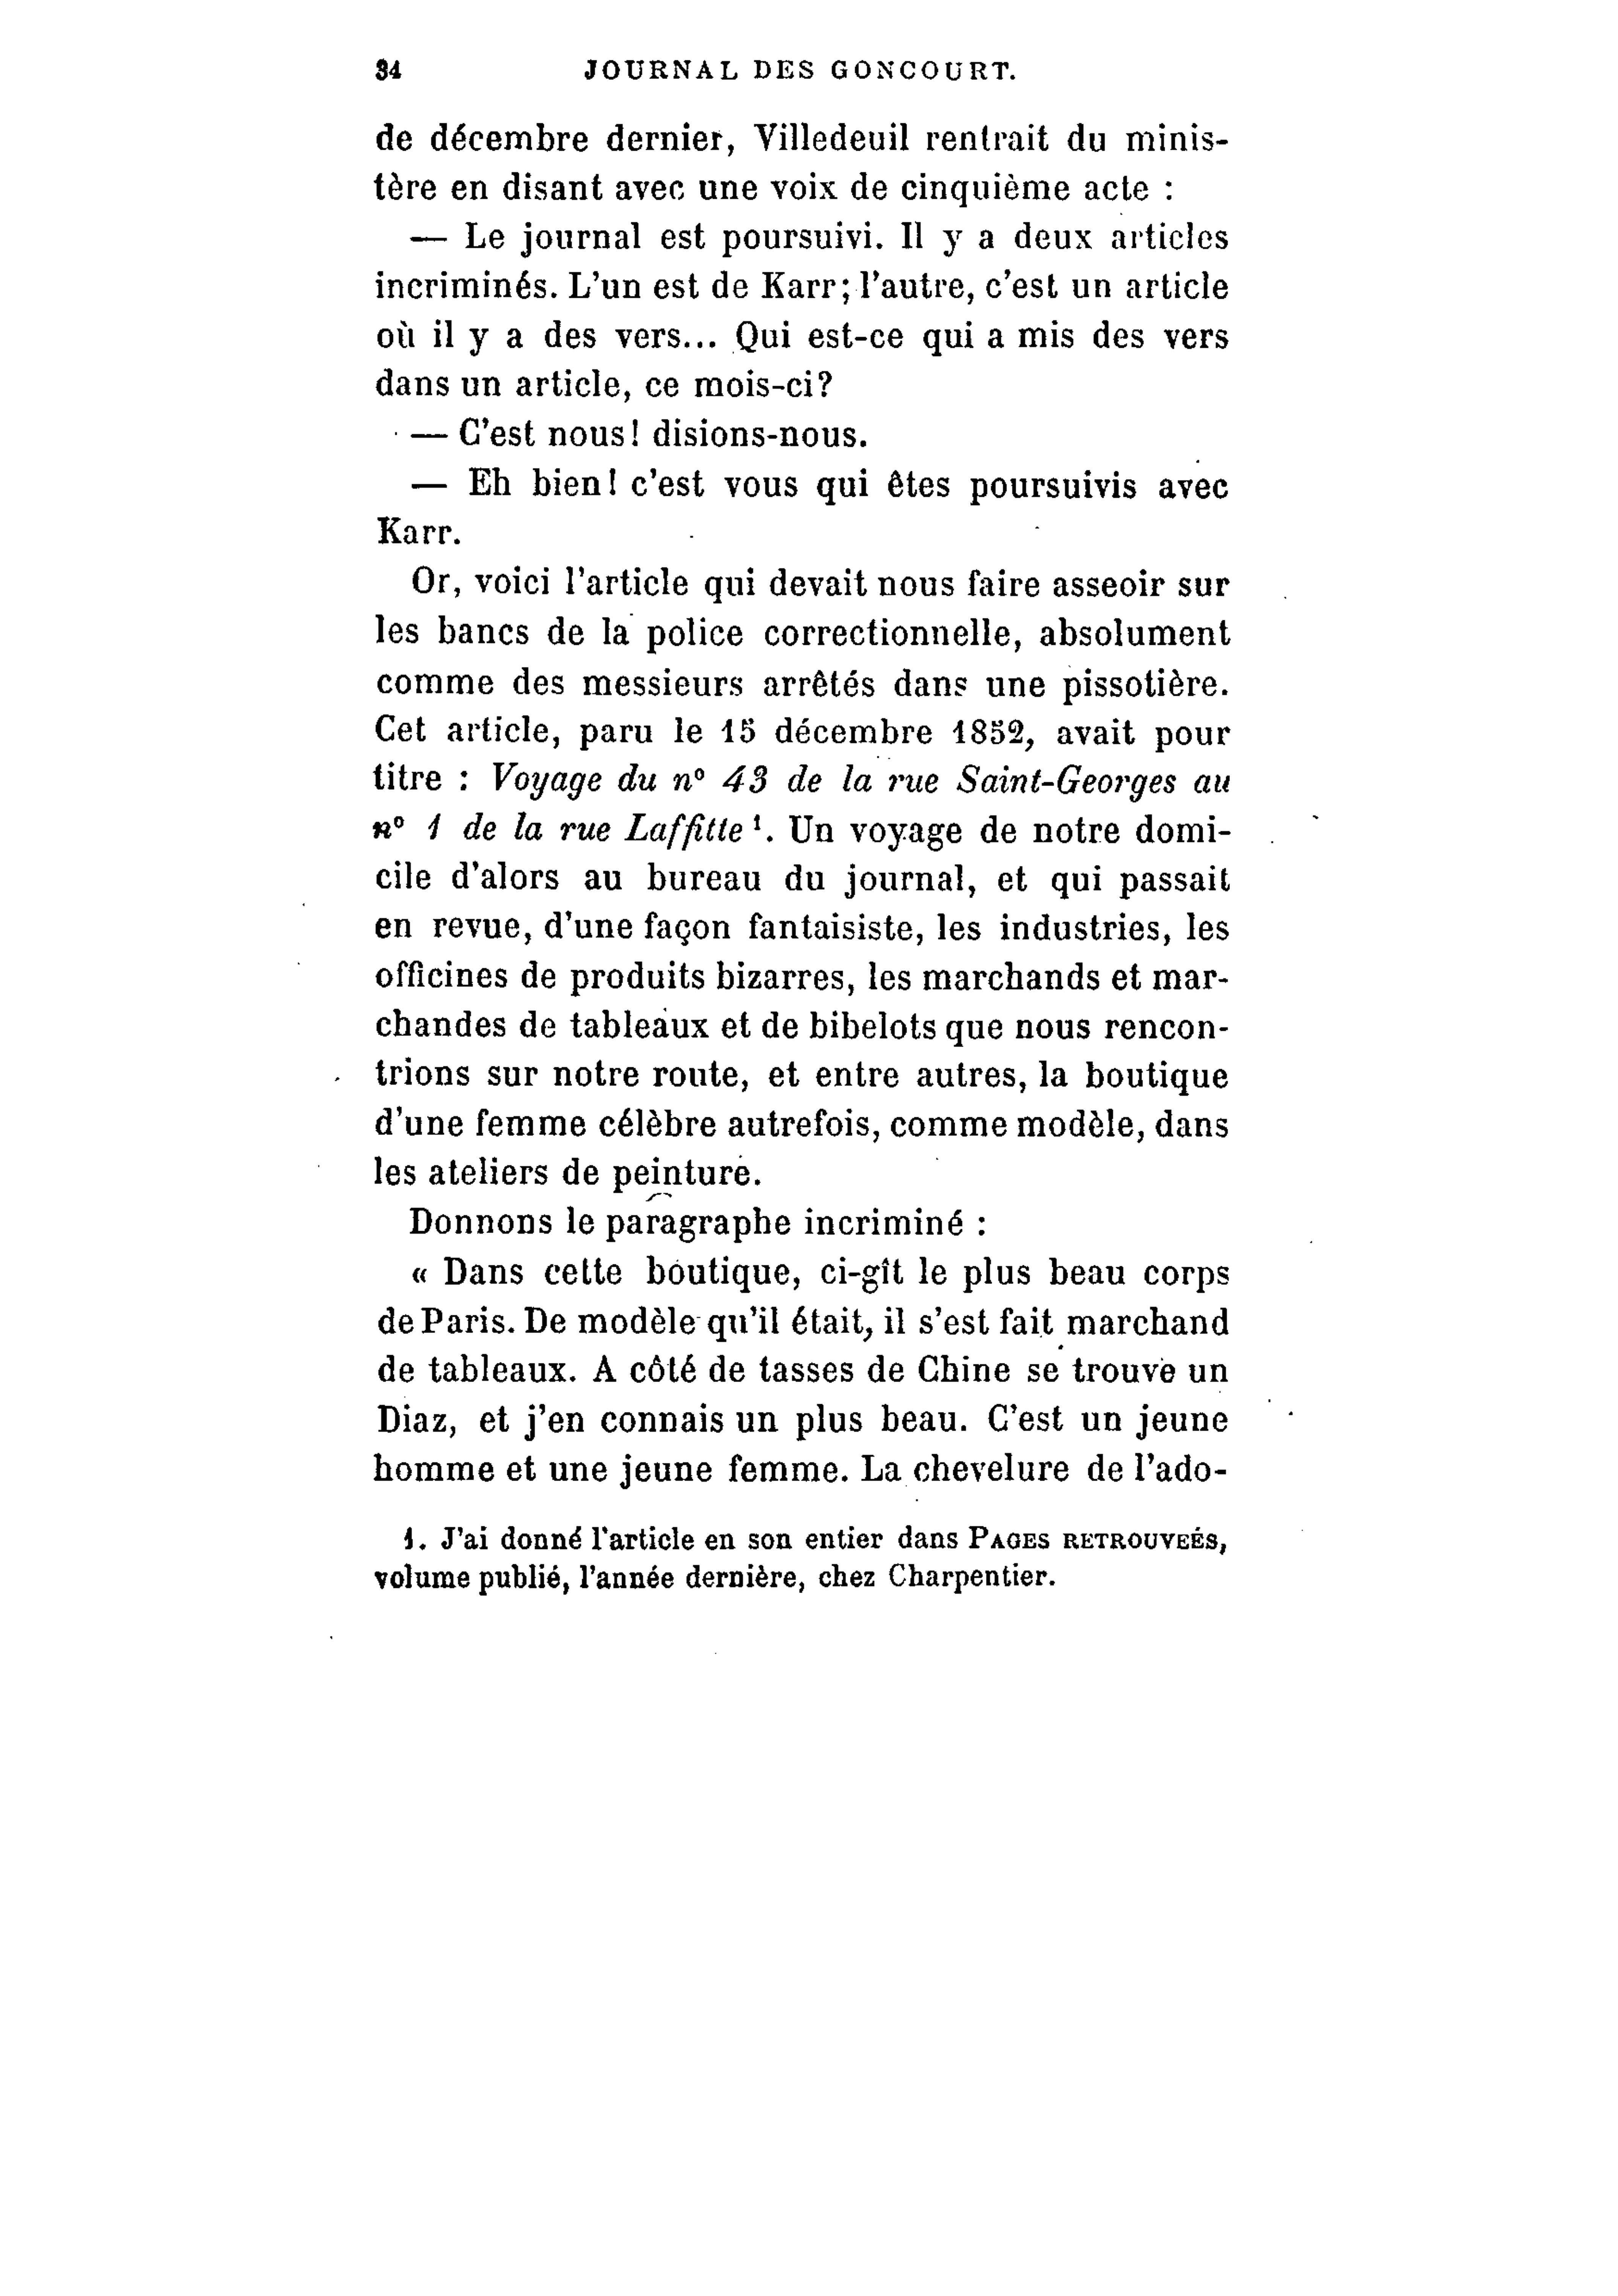 34 JOURNAL DES GONCOURT.
de décembre dernier, Villedeuil rentrait du minis-
tère en disant avec une voix de cinquième acte :
— Le journal est poursuivi. Il y a deux articles
incriminés. L'un est de Karr; l'autre, c'est un article
où il y a des vers... Qui est-ce qui a mis des vers
dans un article, ce mois-ci?
— C'est nous! disions-nous.
— Eh bien! c'est vous qui êtes poursuivis avec
Karr.
Or, voici l'article qui devait nous faire asseoir sur
les bancs de la police correctionnelle, absolument
comme des messieurs arrêtés dans une pissotière.
Cet article, paru le 15 décembre 1852, avait pour
titre : Voyage du n° 43 de la rue Saint-Georges au
n° 1 de la rue Laffitte ¹. Un voyage de notre domi-
cile d'alors au bureau du journal, et qui passait
en revue, d'une façon fantaisiste, les industries, les
officines de produits bizarres, les marchands et mar-
chandes de tableaux et de bibelots que nous rencon-
trions sur notre route, et entre autres, la boutique
d'une femme célèbre autrefois, comme modèle, dans
les ateliers de peinture.
Donnons le paragraphe incriminé :
« Dans cette boutique, ci-gît le plus beau corps
de Paris. De modèle qu'il était, il s'est fait marchand
de tableaux. A côté de tasses de Chine se trouve un
Diaz, et j'en connais un plus beau. C'est un jeune
homme et une jeune femme. La chevelure de l'ado-
1. J'ai donné l'article en son entier dans PAGES RETROUVEÉS,
volume publié, l'année dernière, chez Charpentier.